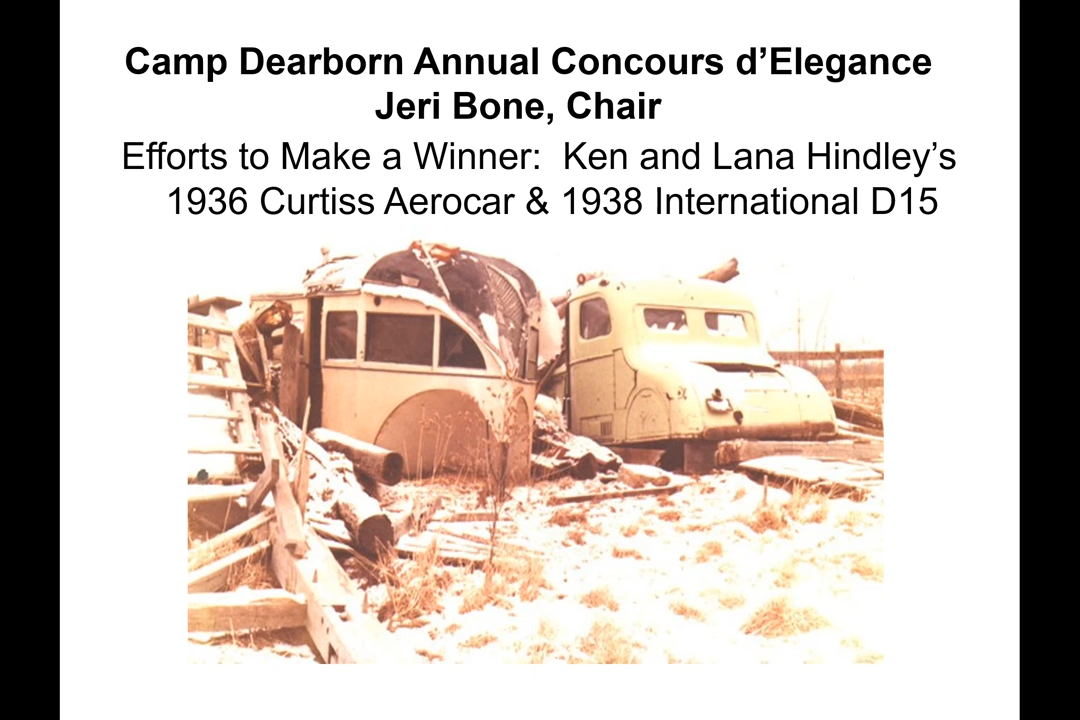 Camp Dearborn Annual Concours d’Elegance
Jeri Bone, Chair
Efforts to Make a Winner: Ken and Lana Hindley’s
1936 Curtiss Aerocar & 1938 International D15